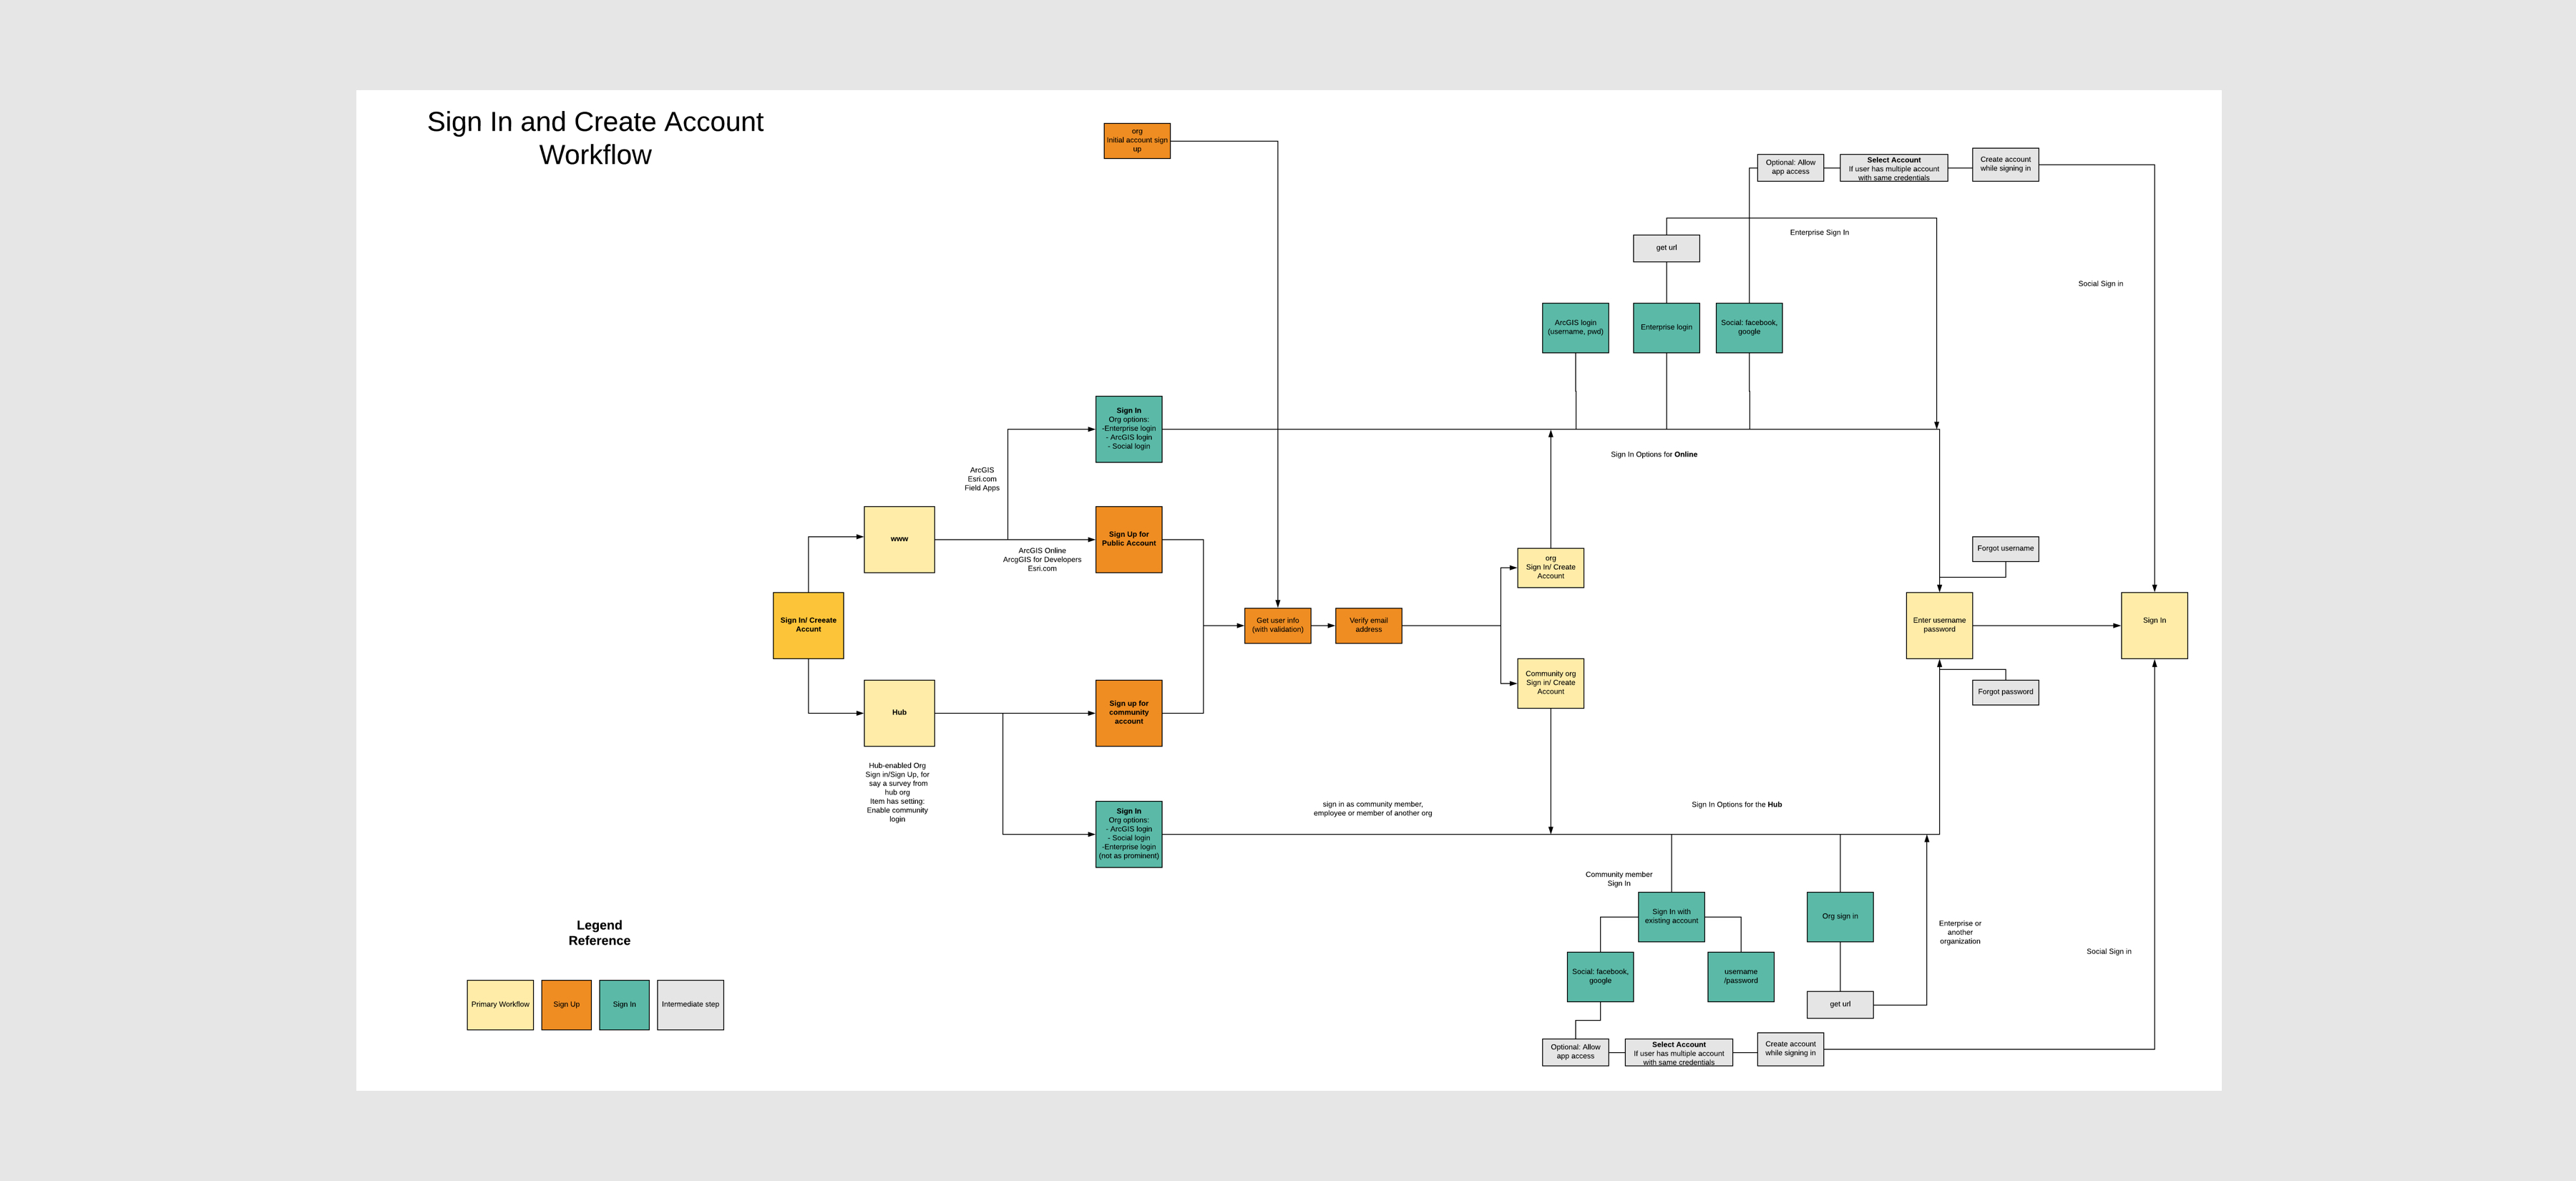 Sign In and Create Account
Workflow
org
Initial account sign
up
Optional: Allow
app access
Select Account
If user has multiple account
with same credentials
Create account
while signing in
Enterprise Sign In
get url
Social Sign in
ArcGIS login
(username, pwd)
Enterprise login
Social: facebook,
google
Sign In
Org options:
-Enterprise login
- ArcGIS login
- Social login
Sign In Options for Online
ArcGIS
Esri.com
Field Apps
www
Sign Up for
Public Account
ArcGIS Online
ArcgGIS for Developers
Esri.com
org
Sign In/ Create
Account
Forgot username
Sign In/ Creeate
Accunt
Get user info
(with validation)
Verify email
address
Enter username
password
Sign In
Community org
Sign in/ Create
Account
Forgot password
Hub
Sign up for
community
account
Hub-enabled Org
Sign in/Sign Up, for
say a survey from
hub org
Item has setting:
Enable community
login
Sign In
Org options:
- ArcGIS login
- Social login
-Enterprise login
(not as prominent)
sign in as community member,
employee or member of another org
Sign In Options for the Hub
Community member
Sign In
Sign In with
existing account
Org sign in
Enterprise or
another
organization
Social Sign in
Social: facebook,
google
username
/password
get url
Optional: Allow
app access
Select Account
If user has multiple account
with same credentials
Create account
while signing in
Legend
Reference
Primary Workflow
Sign Up
Sign In
Intermediate step